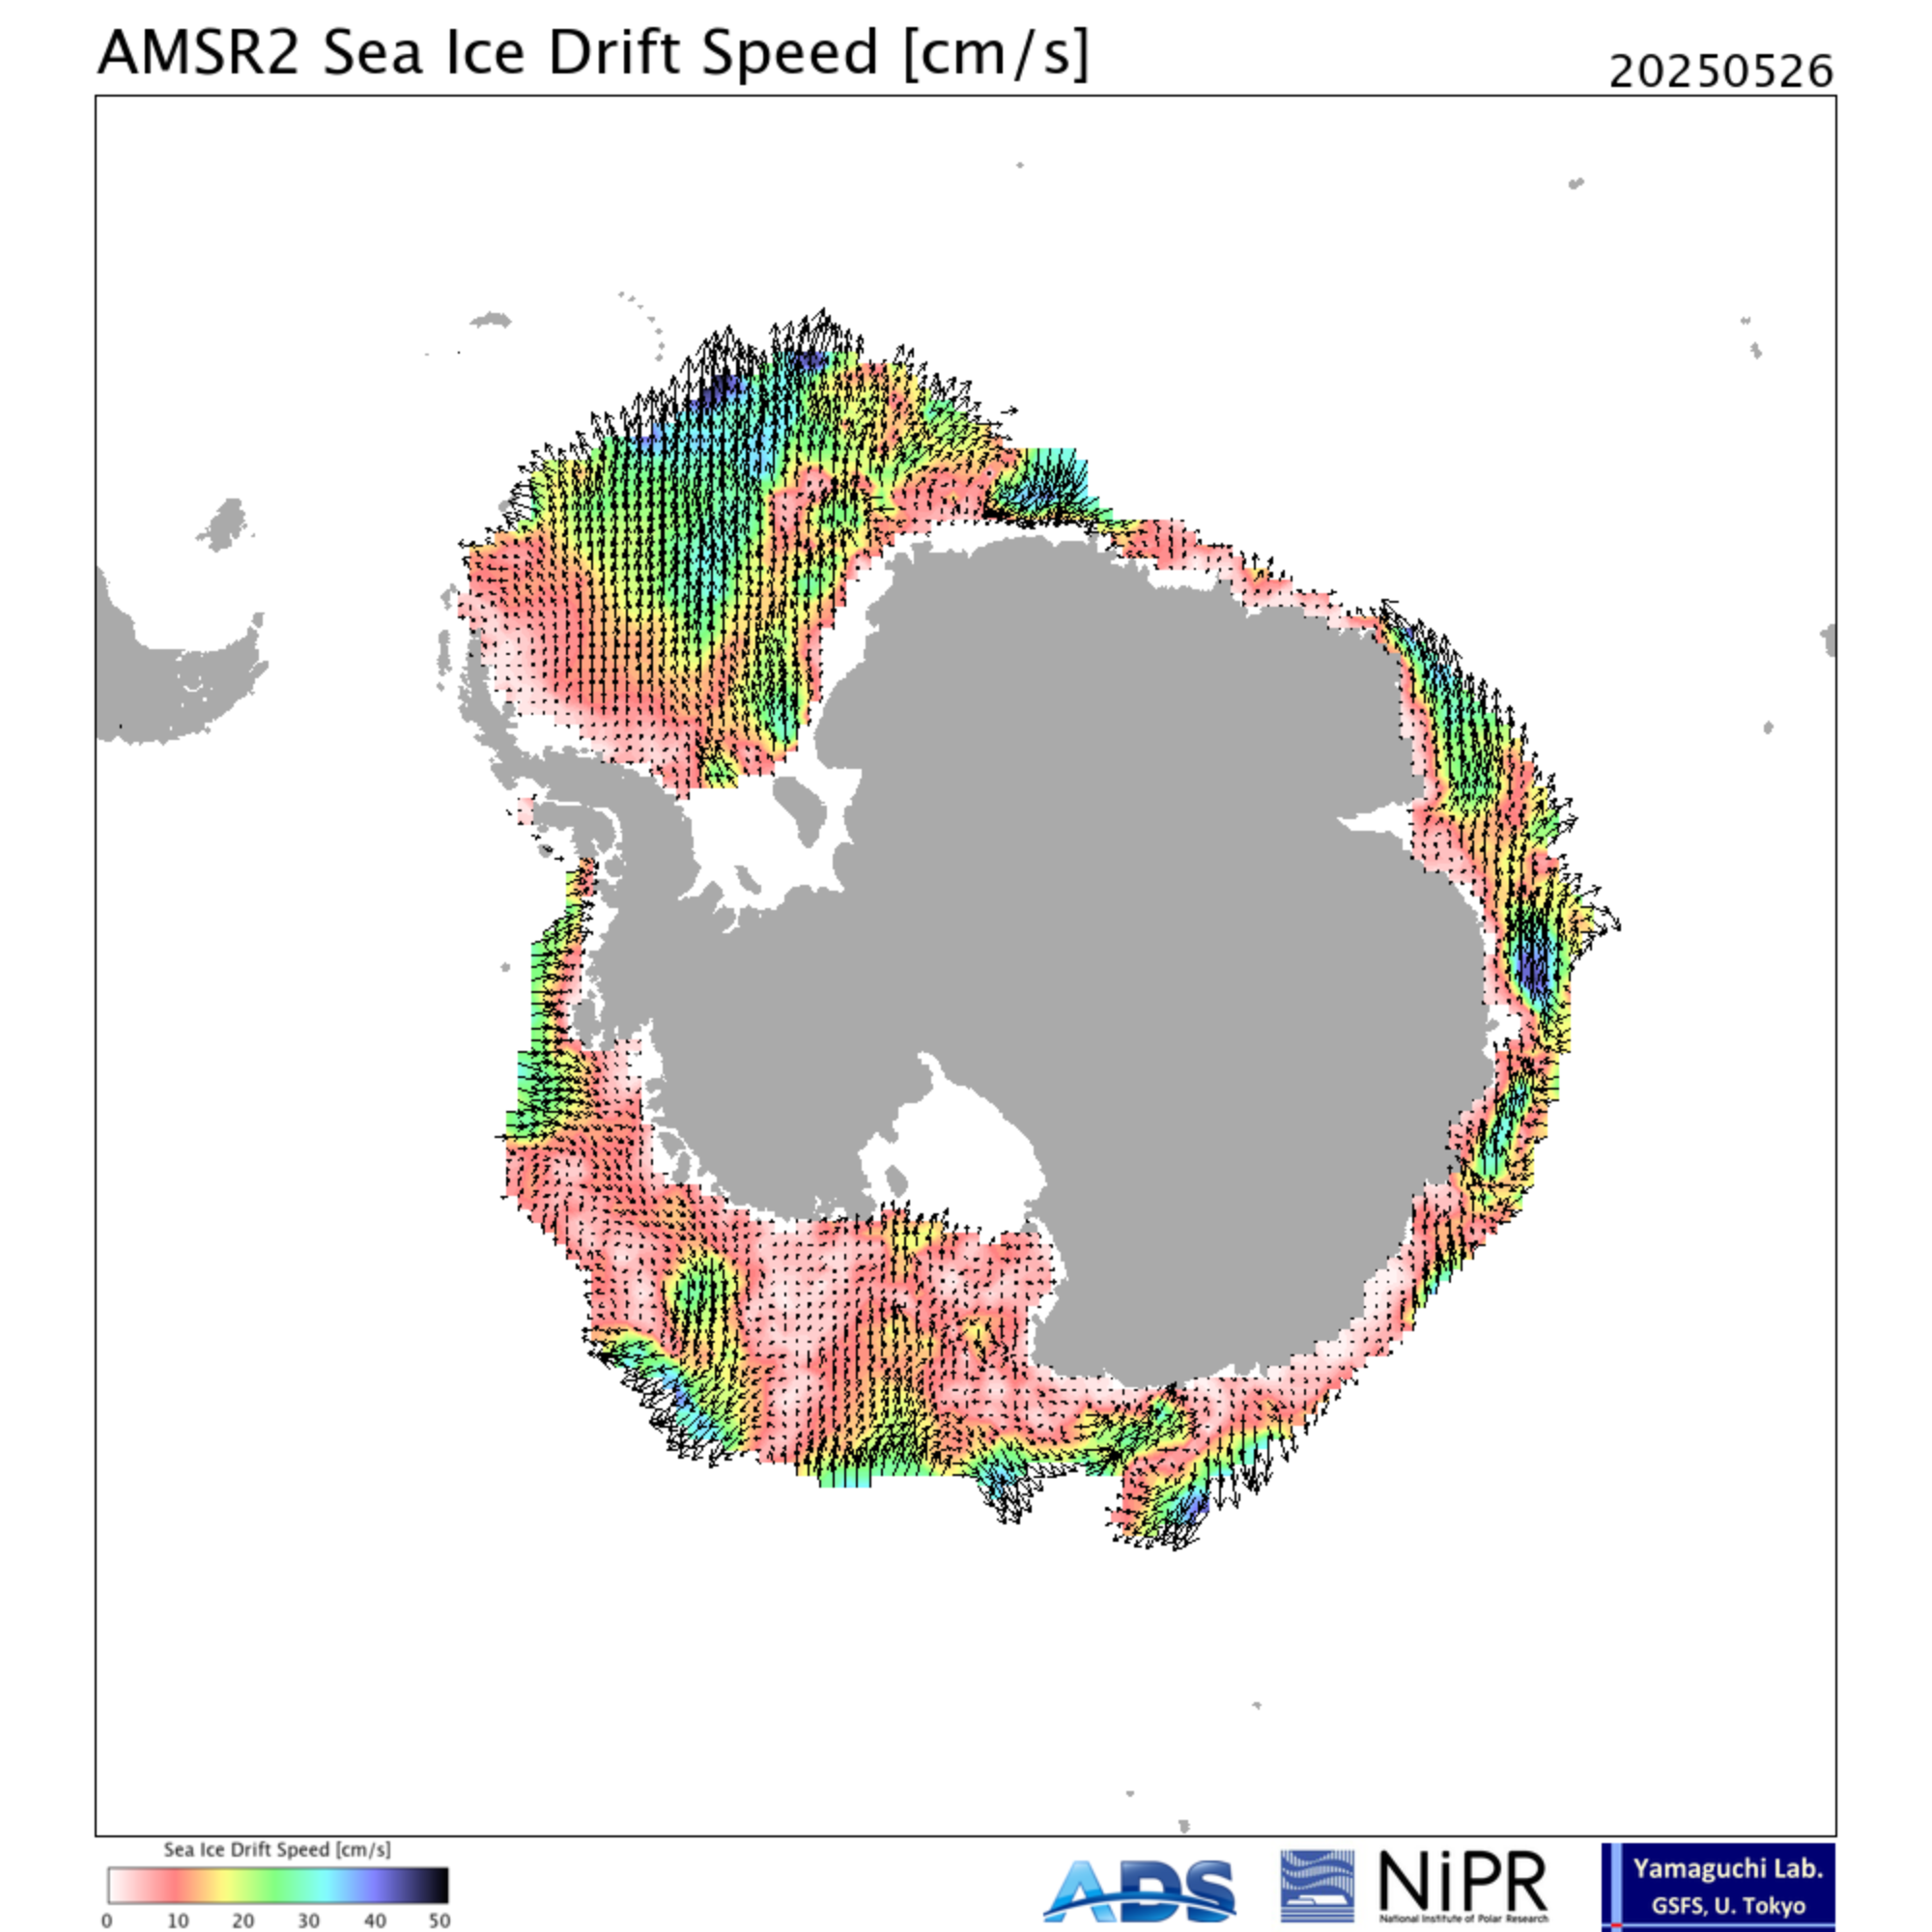 AMSR2 Sea Ice Drift Speed [cm/s]
20250526
Sea Ice Drift Speed [cm/s]
0 10 20 30 40 50
ADS
NiPR
National Institute of Polar Research
Yamaguchi Lab.
GSFS, U. Tokyo